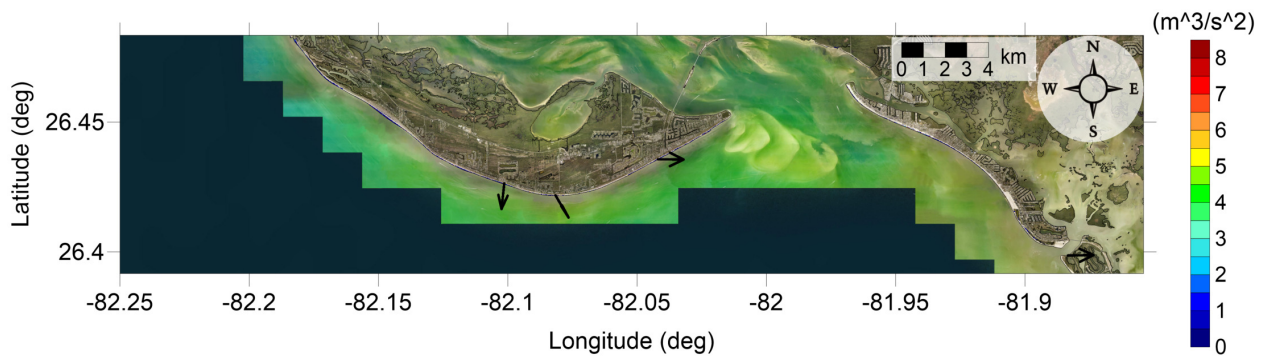 (m^3/s^2)
N
W E
S
0 1 2 3 4 km
8
7
6
5
4
3
2
1
0
Latitude (deg)
26.45
26.4
-82.25 -82.2 -82.15 -82.1 -82.05 -82 -81.95 -81.9
Longitude (deg)